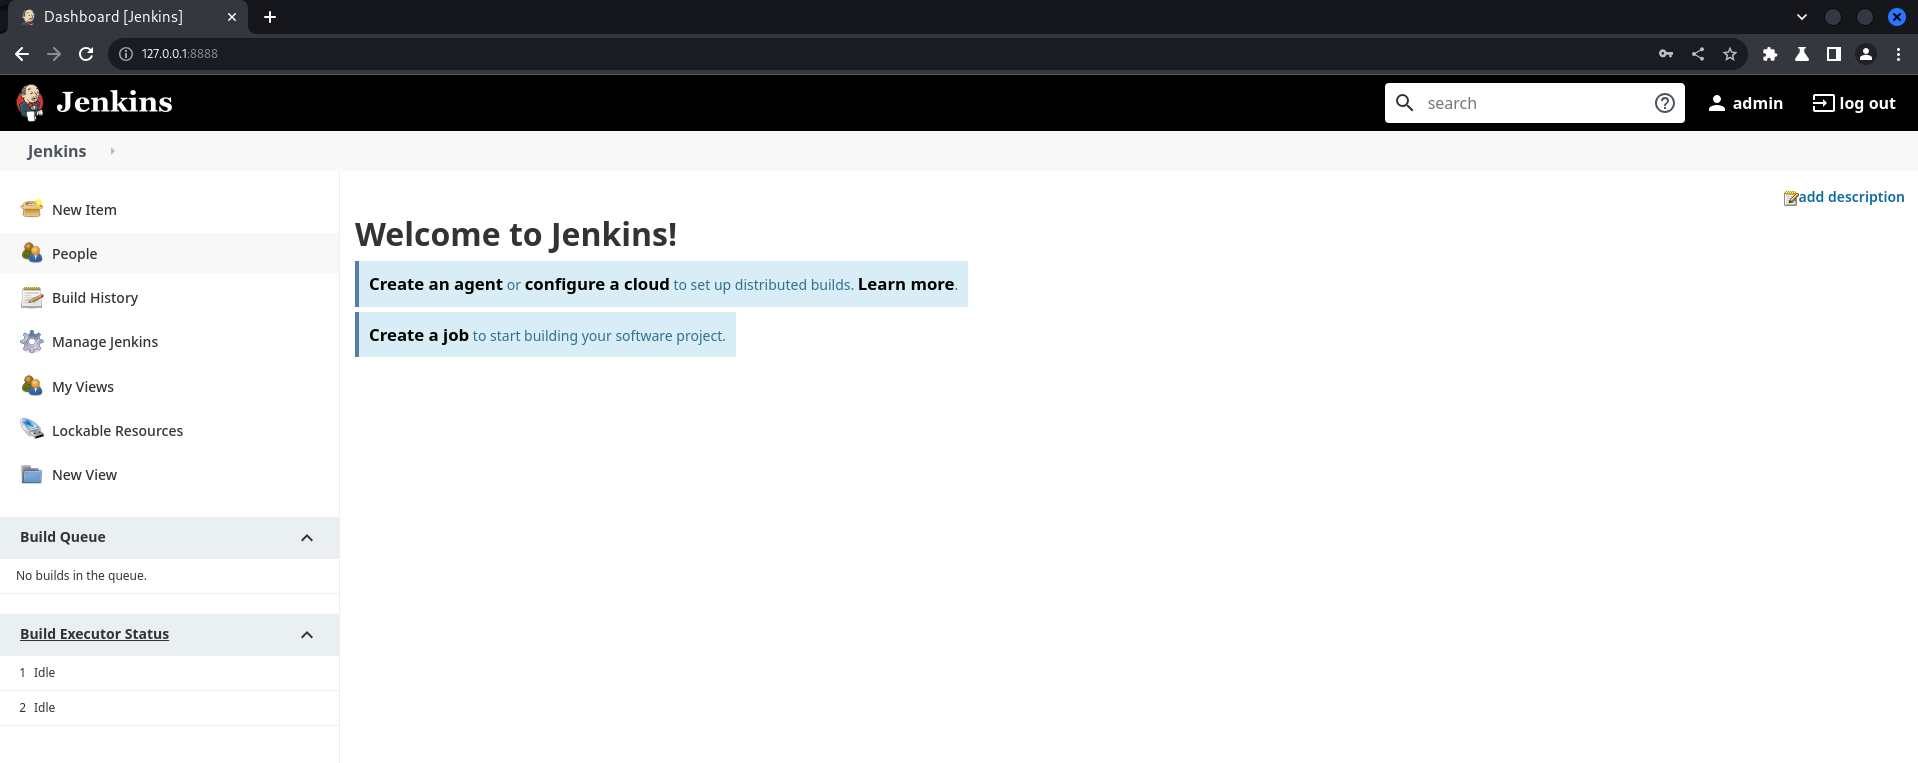 Dashboard [Jenkins]
127.0.0.1:8888
Jenkins
search
admin
log out
Jenkins
add description
New Item
People
Build History
Manage Jenkins
My Views
Lockable Resources
New View
Build Queue
No builds in the queue.
Build Executor Status
1 Idle
2 Idle
Welcome to Jenkins!
Create an agent or configure a cloud to set up distributed builds. Learn more.
Create a job to start building your software project.